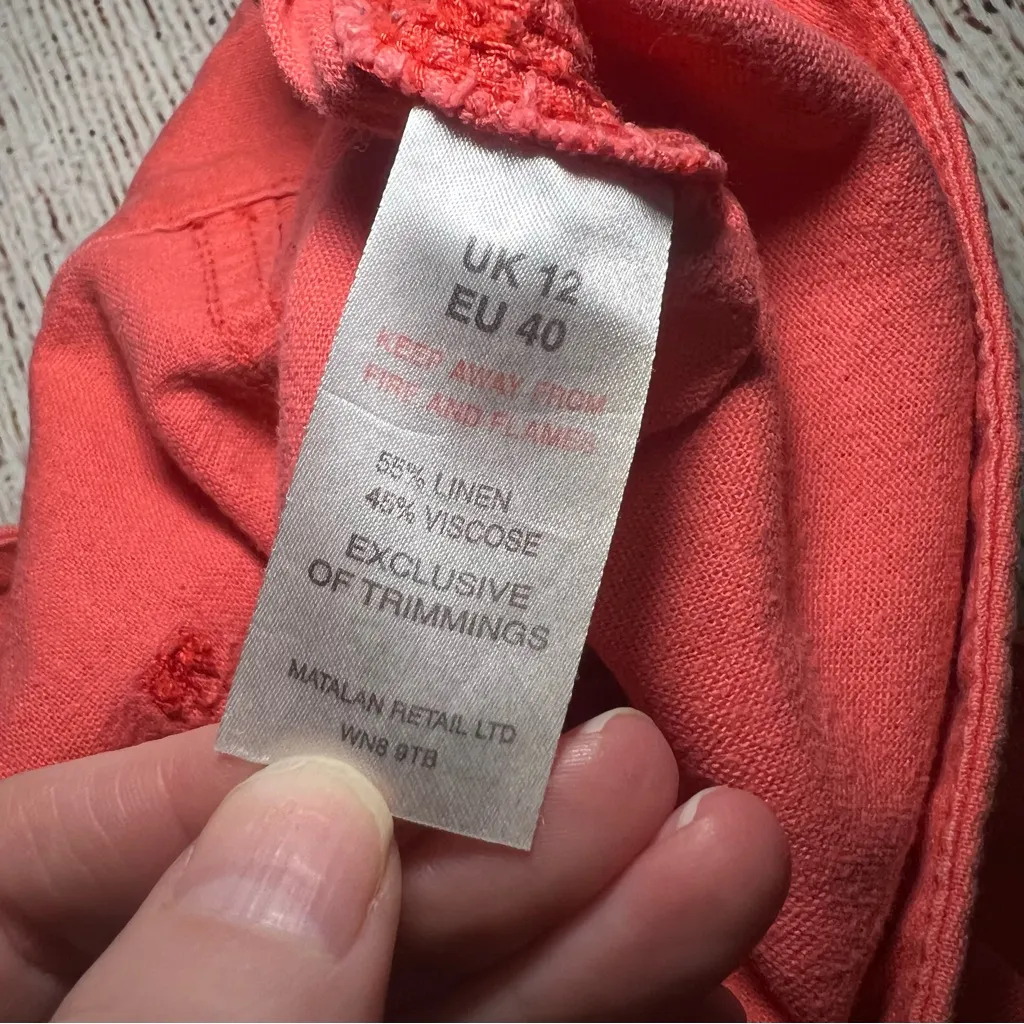 UK 12
EU 40
KEEP AWAY FROM
FIRE AND FLAMES
55% LINEN
45% VISCOSE
EXCLUSIVE
OF TRIMMINGS
MATALAN RETAIL LTD
WN8 9TB